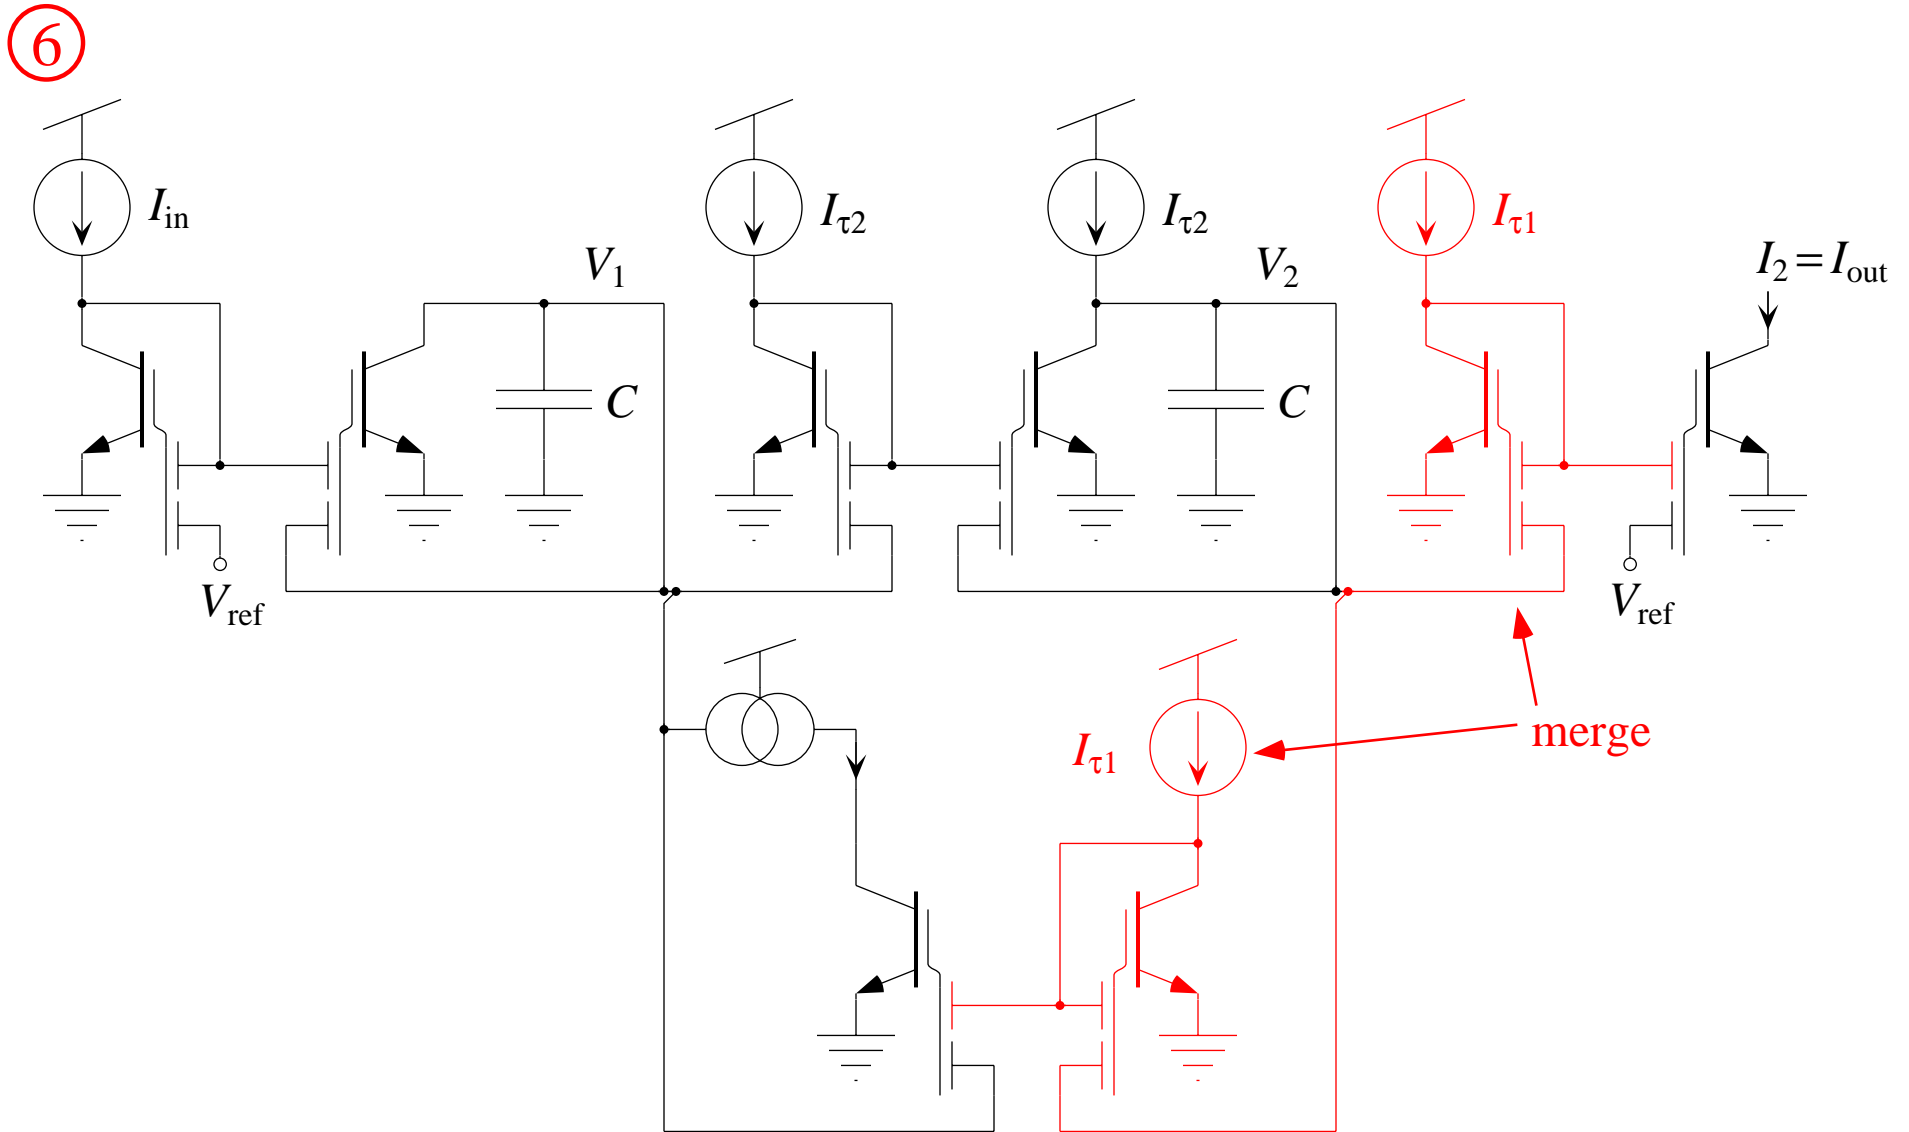 6
I_in
I_τ2
I_τ2
I_τ1
V_1
V_2
I_2 = I_out
C
C
V_ref
V_ref
I_τ1
merge